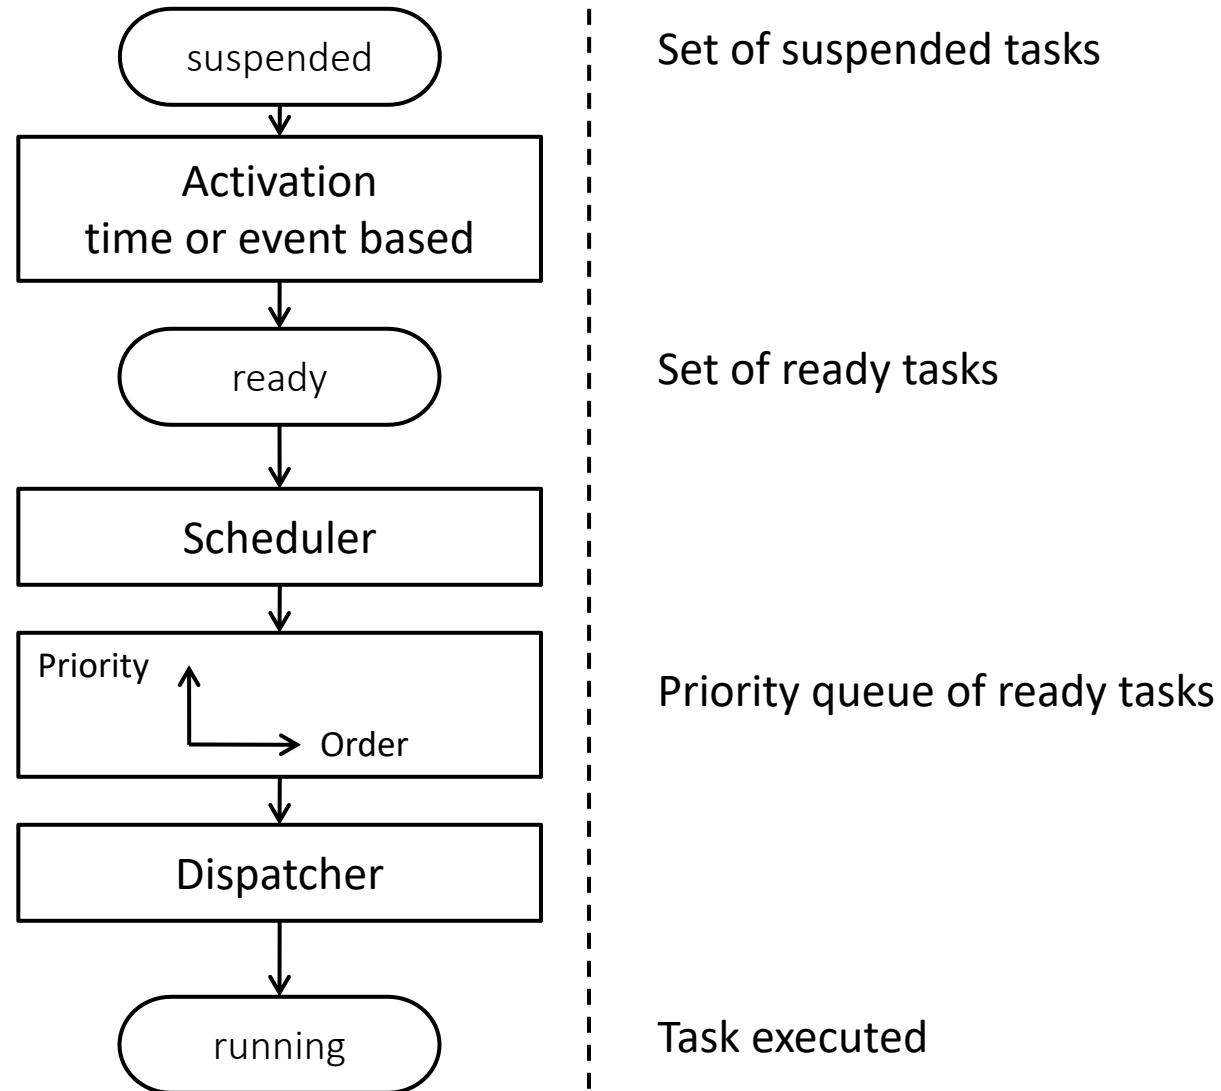 suspended
Set of suspended tasks
Activation
time or event based
ready
Set of ready tasks
Scheduler
Priority
Order
Priority queue of ready tasks
Dispatcher
running
Task executed